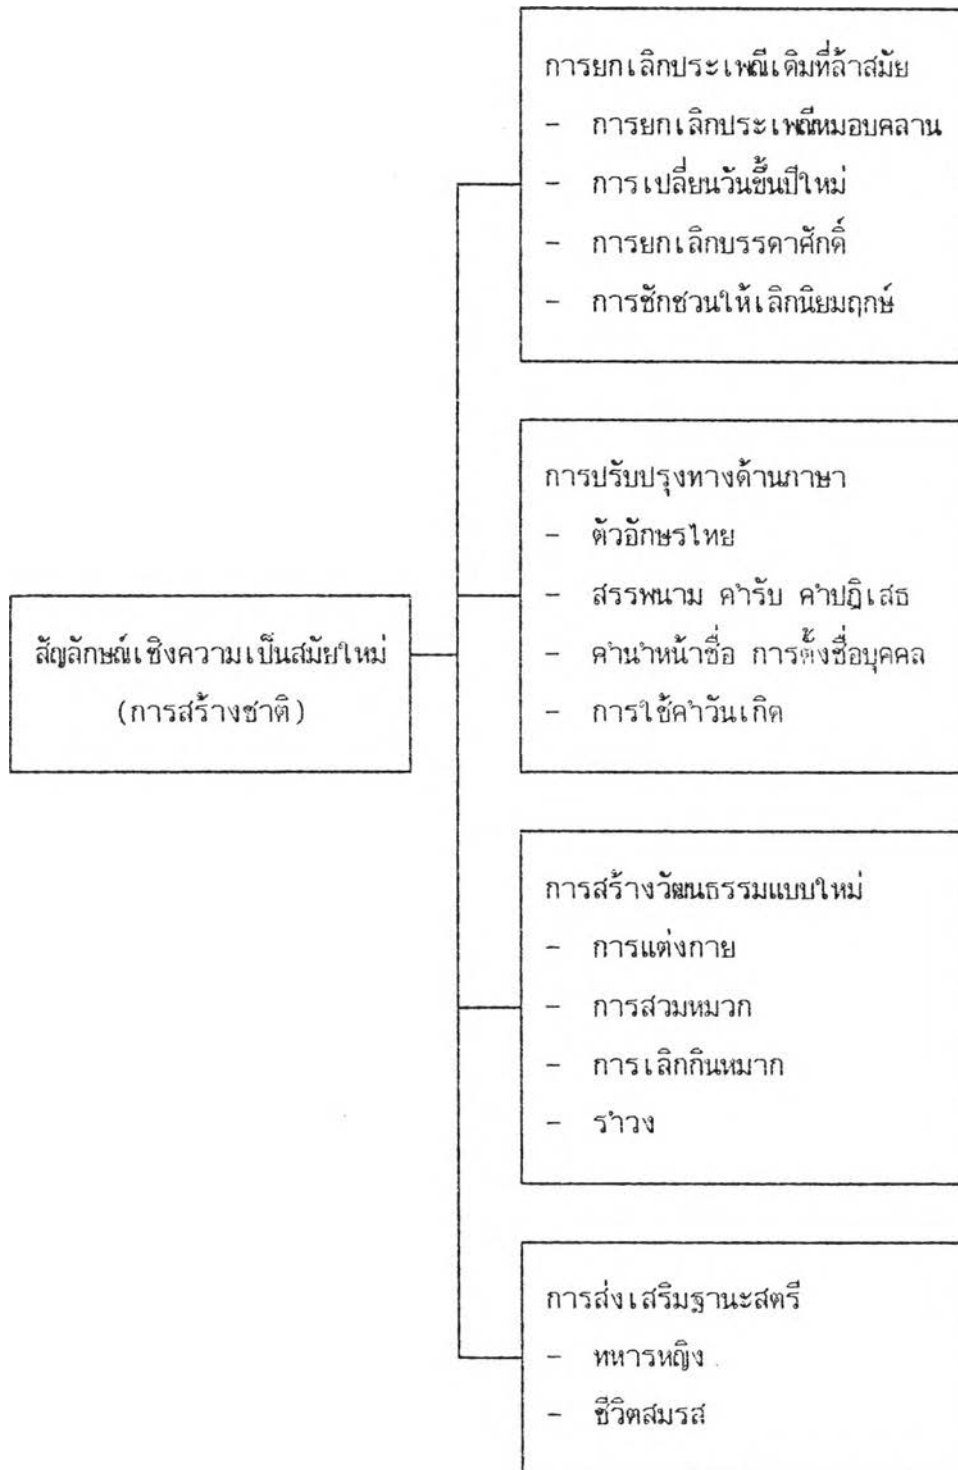 การยกเลิกประเพณีเดิมที่ล้าสมัย
- การยกเลิกประเพณีหมอบคลาน
- การเปลี่ยนวันขึ้นปีใหม่
- การยกเลิกบรรดาศักดิ์
- การชักชวนให้เลิกนิยมฤกษ์
การปรับปรุงทางด้านภาษา
- ตัวอักษรไทย
- สรรพนาม คำรับ คำปฏิเสธ
- คำนำหน้าชื่อ การตั้งชื่อบุคคล
- การใช้คำวันเกิด
สัญลักษณ์เชิงความเป็นสมัยใหม่
(การสร้างชาติ)
การสร้างวัฒนธรรมแบบใหม่
- การแต่งกาย
- การสวมหมวก
- การเลิกกินหมาก
- รำวง
การส่งเสริมฐานะสตรี
- ทหารหญิง
- ชีวิตสมรส